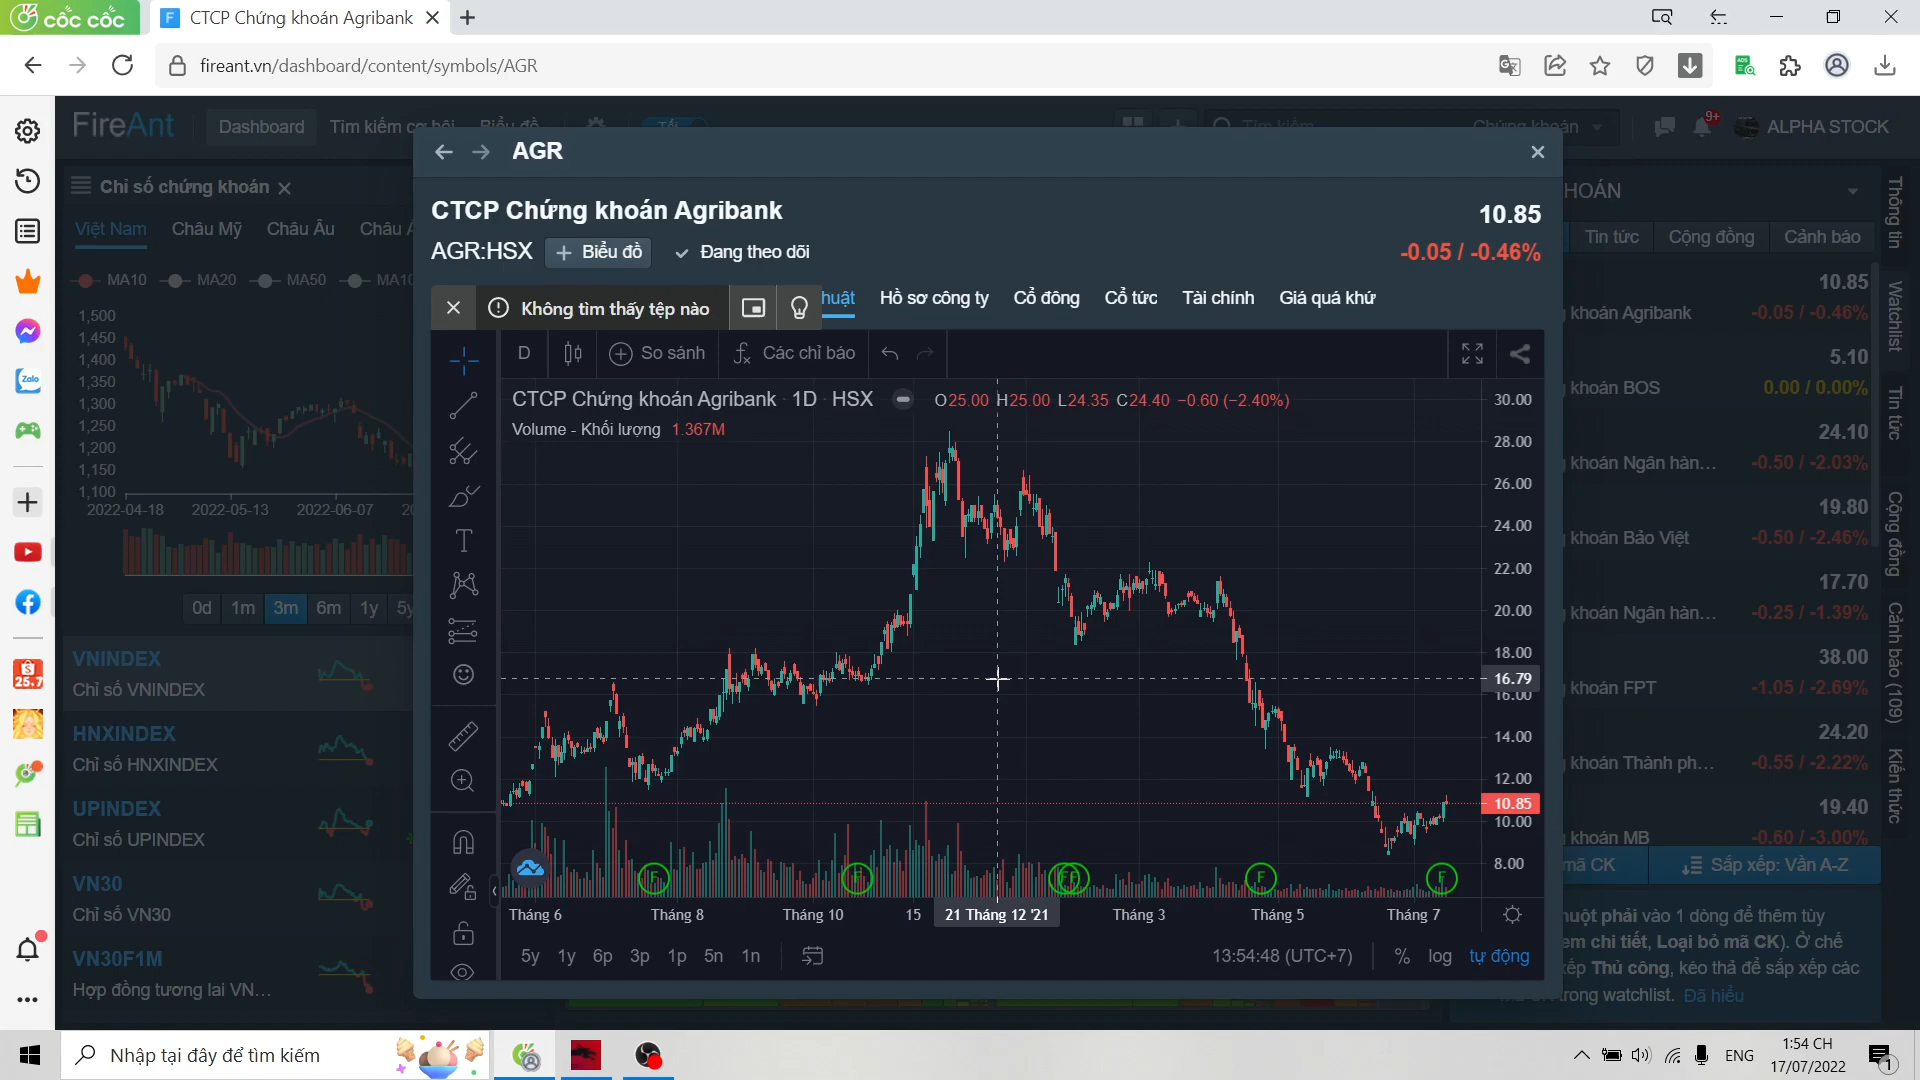 cốc cốc
CTCP Chứng khoán Agribank
fireant.vn/dashboard/content/symbols/AGR
FireAnt
Dashboard
9+
ALPHA STOCK
AGR
Chỉ số chứng khoán
Việt Nam Châu Mỹ Châu Âu Châu Á
MA10 MA20 MA50
1,500
1,450
1,400
1,350
1,300
1,250
1,200
1,150
1,100
2022-04-18 2022-05-13 2022-06-07
0d 1m 3m 6m 1y 5y
VNINDEX
Chỉ số VNINDEX
HNXINDEX
Chỉ số HNXINDEX
UPINDEX
Chỉ số UPINDEX
VN30
Chỉ số VN30
VN30F1M
Hợp đồng tương lai VN...
Zalo
25.7
CTCP Chứng khoán Agribank
10.85
AGR:HSX
Biểu đồ
Đang theo dõi
-0.05 / -0.46%
Không tìm thấy tệp nào
huật Hồ sơ công ty Cổ đông Cổ tức Tài chính Giá quá khứ
D So sánh Các chỉ báo
CTCP Chứng khoán Agribank · 1D · HSX
O25.00 H25.00 L24.35 C24.40 −0.60 (−2.40%)
Volume - Khối lượng 1.367M
30.00
28.00
26.00
24.00
22.00
20.00
18.00
16.79
16.00
14.00
12.00
10.85
10.00
8.00
F F F F F F
Tháng 6 Tháng 8 Tháng 10 15 21 Tháng 12 '21 Tháng 3 Tháng 5 Tháng 7
5y 1y 6p 3p 1p 5n 1n
13:54:48 (UTC+7) % log tự động
HOÁN
Tin tức Cộng đồng Cảnh báo
10.85
khoán Agribank -0.05 / -0.46%
5.10
khoán BOS 0.00 / 0.00%
24.10
khoán Ngân hàn... -0.50 / -2.03%
19.80
khoán Bảo Việt -0.50 / -2.46%
17.70
khoán Ngân hàn... -0.25 / -1.39%
38.00
khoán FPT -1.05 / -2.69%
24.20
khoán Thành ph... -0.55 / -2.22%
19.40
khoán MB -0.60 / -3.00%
mã CK
Sắp xếp: Vần A-Z
uột phải vào 1 dòng để thêm tùy
em chi tiết, Loại bỏ mã CK). Ở chế
xếp Thủ công, kéo thả để sắp xếp các
trong watchlist. Đã hiểu
Thông tin
Watchlist
Tin tức
Cộng đồng
Cảnh báo (109)
Kiến thức
Nhập tại đây để tìm kiếm
ENG
1:54 CH
17/07/2022
1